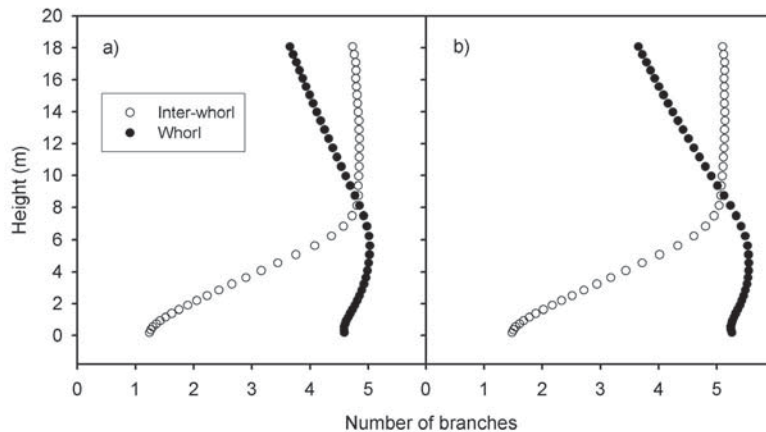 20
18
16
14
12
10
8
6
4
2
0
Height (m)
a)
b)
Inter-whorl
Whorl
0 1 2 3 4 5 0 1 2 3 4 5
Number of branches